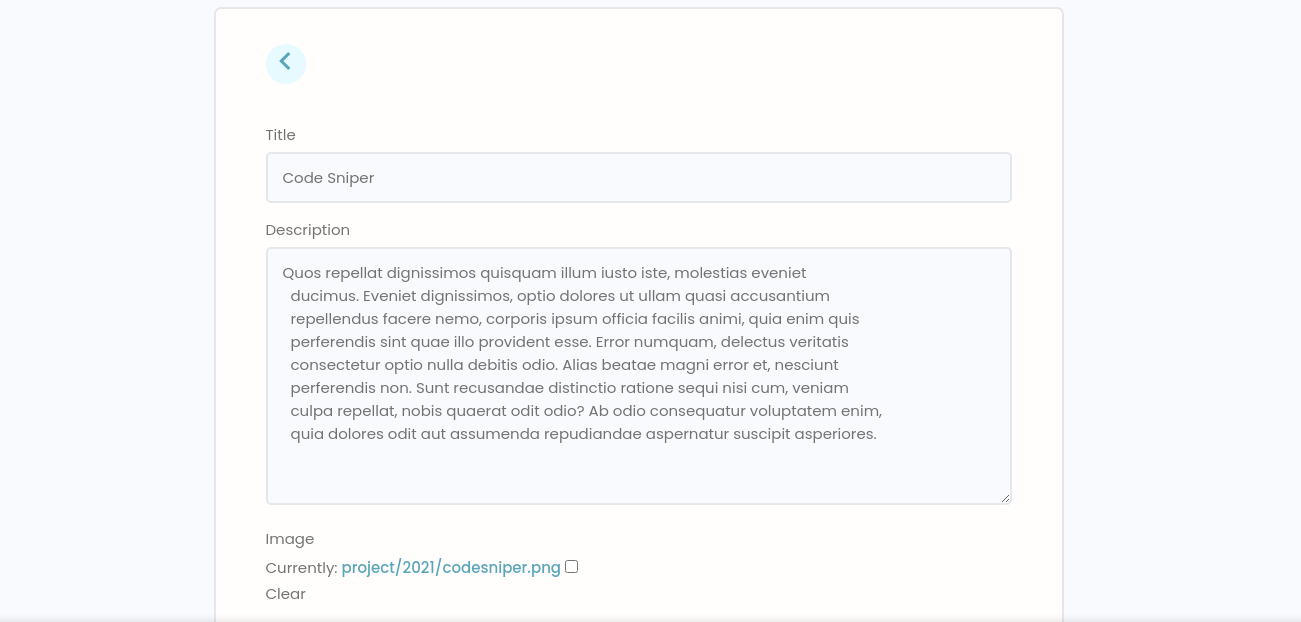 Title
Code Sniper
Description
Quos repellat dignissimos quisquam illum iusto iste, molestias eveniet
ducimus. Eveniet dignissimos, optio dolores ut ullam quasi accusantium
repellendus facere nemo, corporis ipsum officia facilis animi, quia enim quis
perferendis sint quae illo provident esse. Error numquam, delectus veritatis
consectetur optio nulla debitis odio. Alias beatae magni error et, nesciunt
perferendis non. Sunt recusandae distinctio ratione sequi nisi cum, veniam
culpa repellat, nobis quaerat odit odio? Ab odio consequatur voluptatem enim,
quia dolores odit aut assumenda repudiandae aspernatur suscipit asperiores.
Image
Currently: project/2021/codesniper.png
Clear